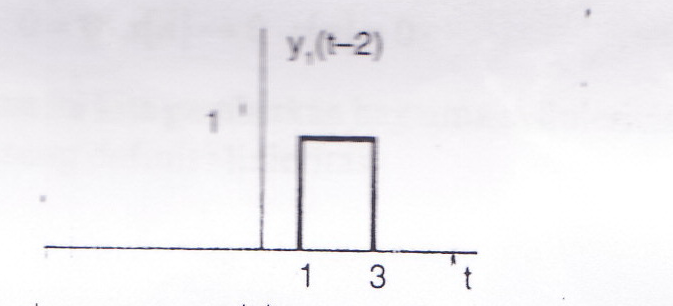 y₁(t–2)
1
1 3 t